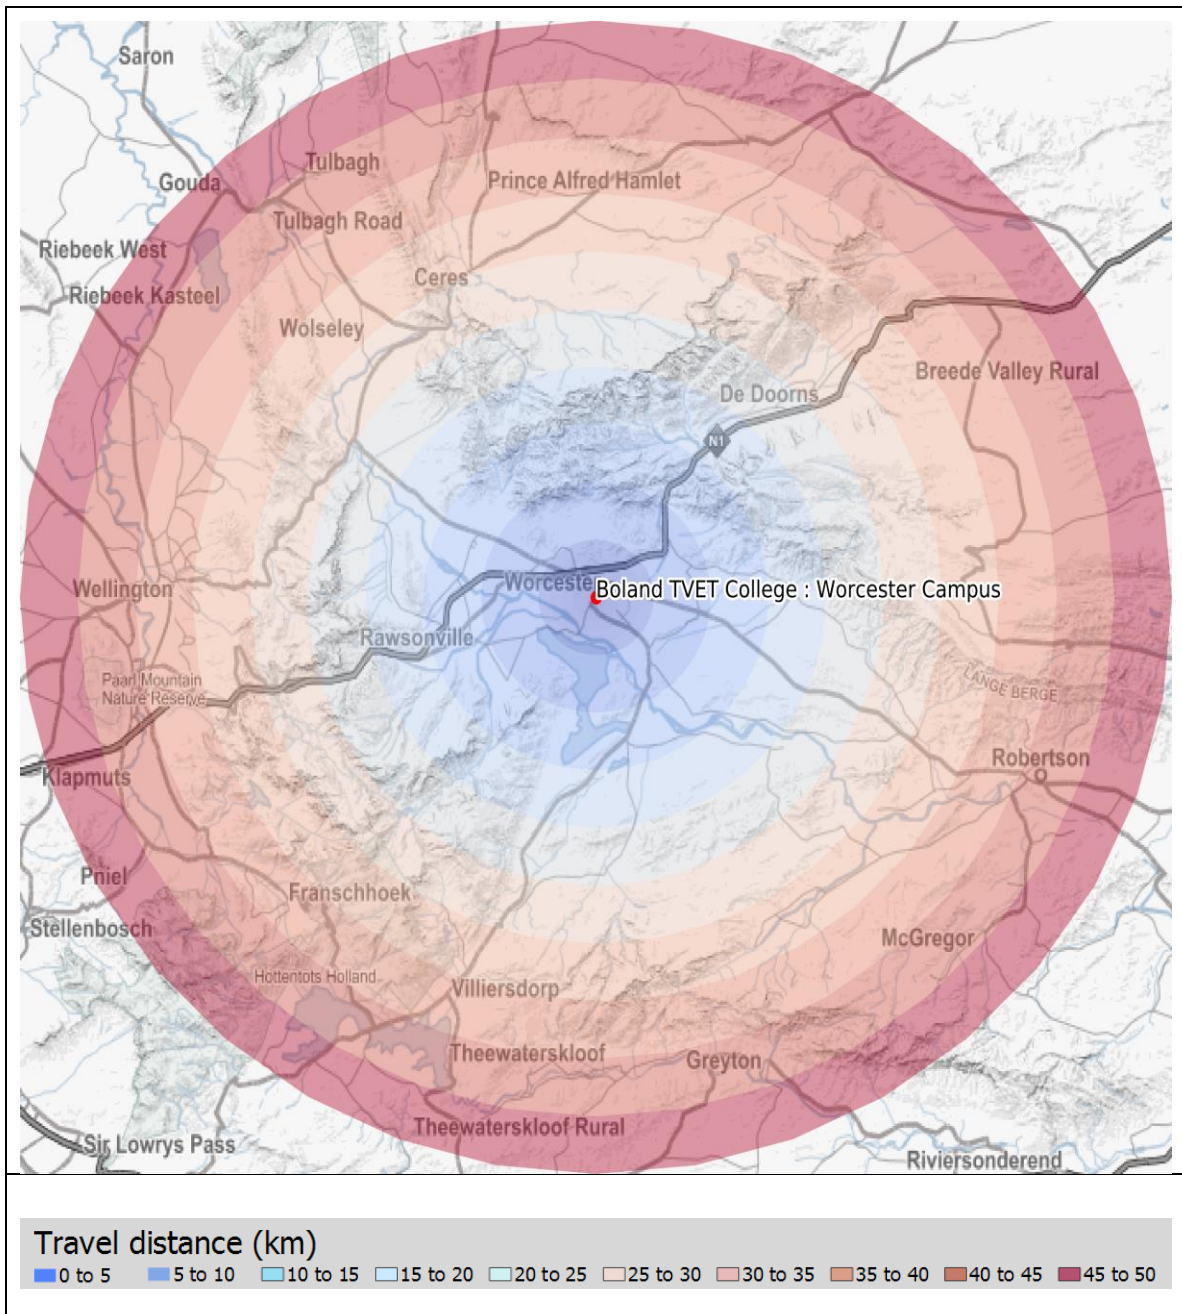 Saron
Tulbagh
Gouda
Prince Alfred Hamlet
Tulbagh Road
Riebeek West
Ceres
Riebeek Kasteel
Wolseley
Breede Valley Rural
De Doorns
N1
Worceste
Boland TVET College : Worcester Campus
Wellington
Rawsonville
Paarl Mountain
Nature Reserve
LANGE BERGE
Robertson
Klapmuts
Pniel
Franschhoek
Stellenbosch
McGregor
Hottentots Holland
Villiersdorp
Theewaterskloof
Greyton
Theewaterskloof Rural
Sir Lowrys Pass
Riviersonderend
Travel distance (km)
0 to 5 5 to 10 10 to 15 15 to 20 20 to 25 25 to 30 30 to 35 35 to 40 40 to 45 45 to 50